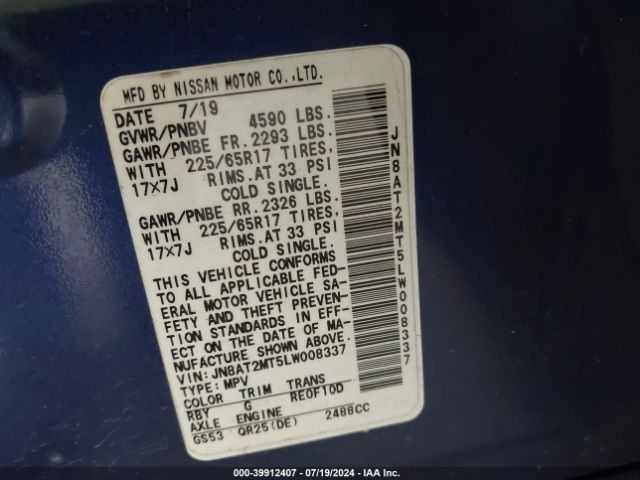 MFD BY NISSAN MOTOR CO.,LTD.
DATE 7/19
GVWR/PNBV 4590 LBS.
GAWR/PNBE FR.2293 LBS.
WITH 225/65R17 TIRES,
17X7J RIMS.AT 33 PSI
COLD SINGLE.
GAWR/PNBE RR.2326 LBS.
WITH 225/65R17 TIRES,
17X7J RIMS.AT 33 PSI
COLD SINGLE.
THIS VEHICLE CONFORMS
TO ALL APPLICABLE FED-
ERAL MOTOR VEHICLE SA-
FETY AND THEFT PREVEN-
TION STANDARDS IN EFF-
ECT ON THE DATE OF MA-
NUFACTURE SHOWN ABOVE.
VIN:JN8AT2MT5LW008337
TYPE:MPV
COLOR TRIM TRANS
RBY G RE0F10D
AXLE ENGINE
GS53 QR25(DE) 2488CC
JN8AT2MT5LW008337
000-39912407 - 07/19/2024 - IAA Inc.